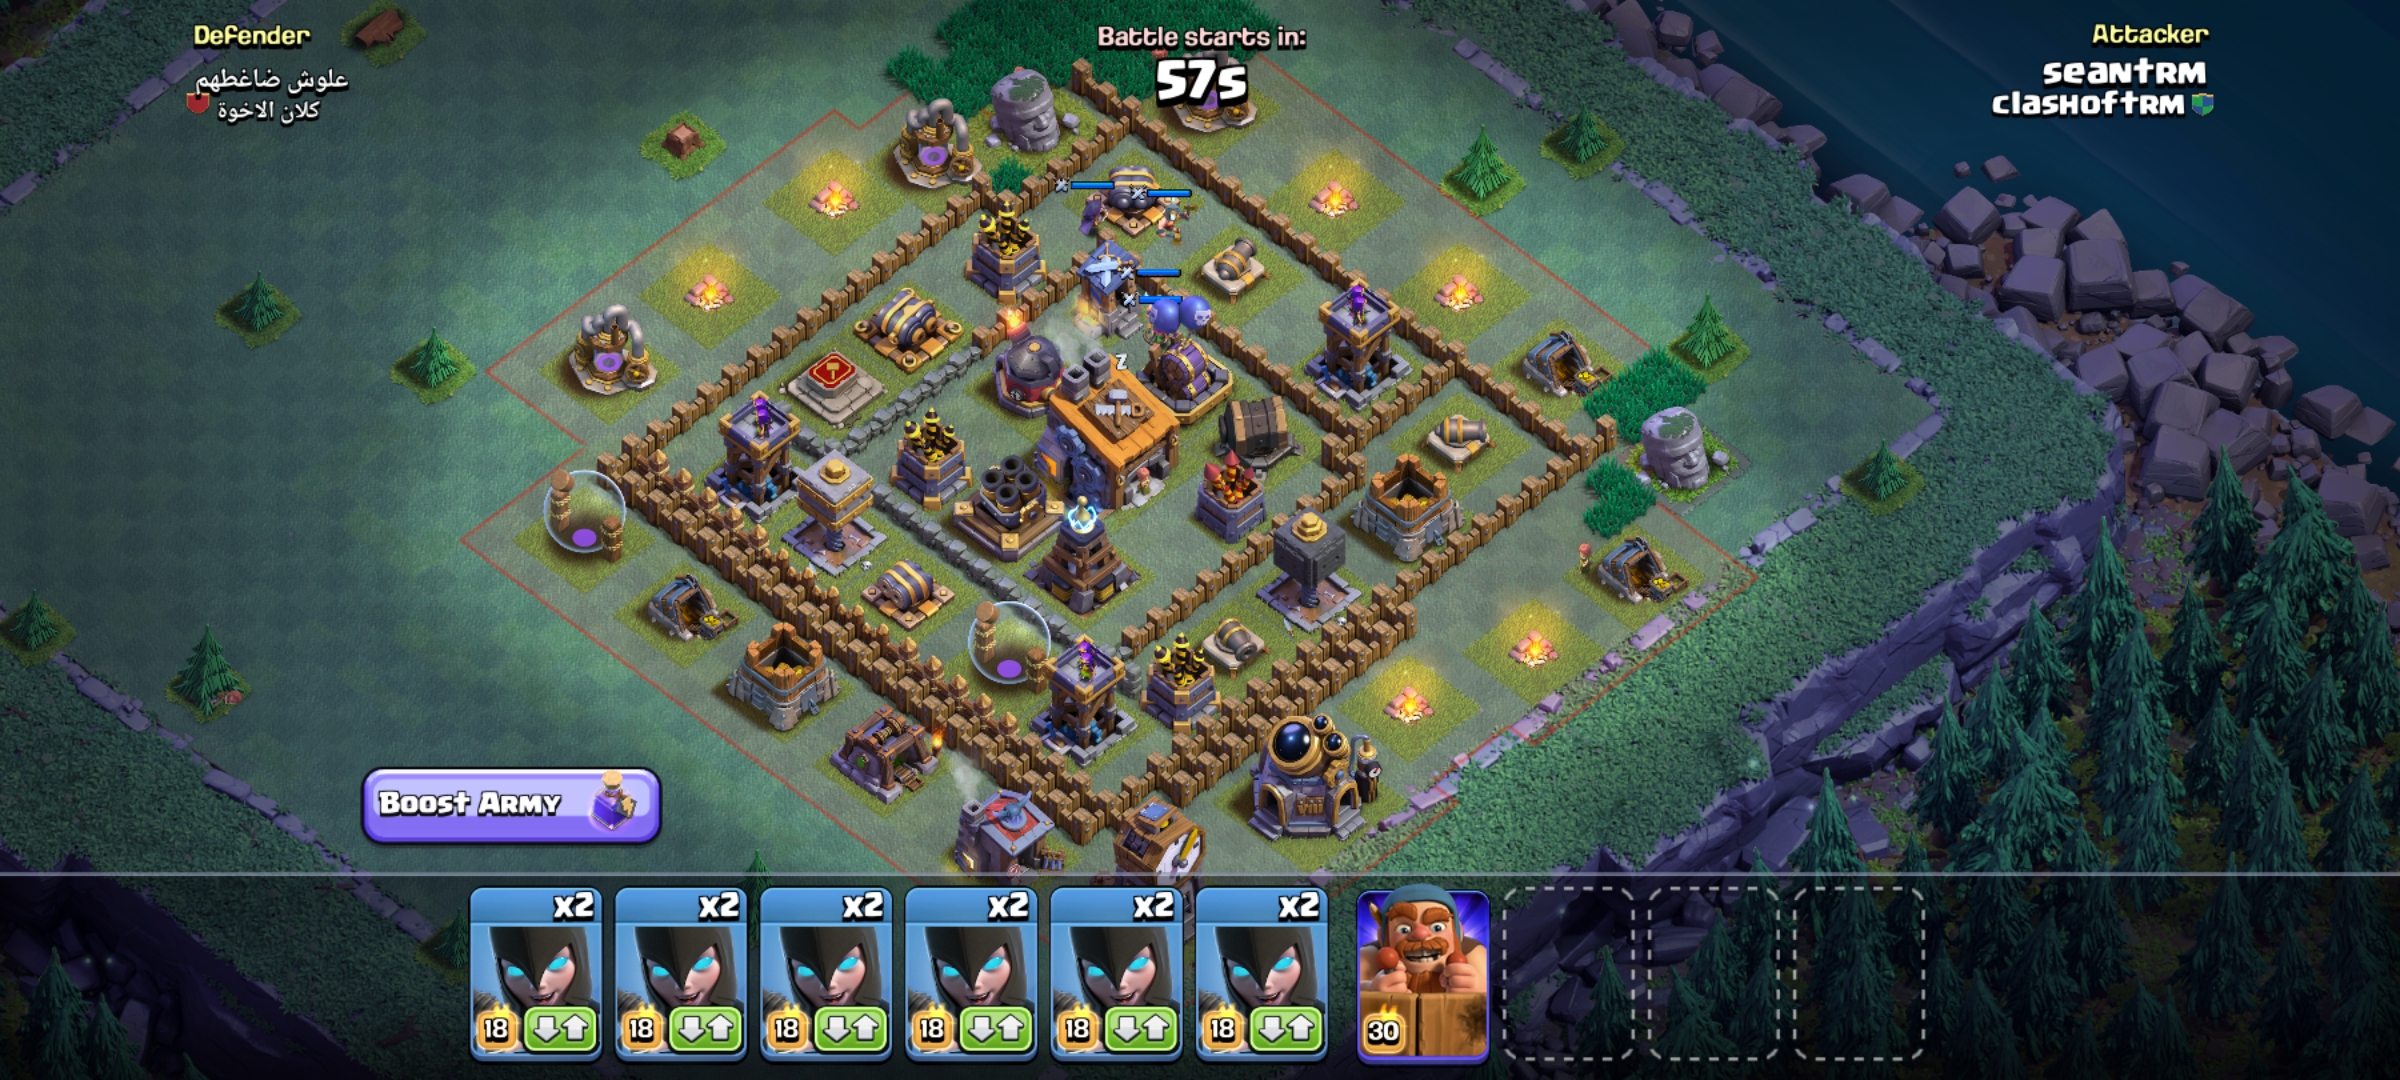 Defender
علوش ضاغطهم
كلان الاخوة
Battle starts in:
57s
Attacker
seantRM
clashoftRM
z
Boost Army
x2
x2
x2
x2
x2
x2
18
18
18
18
18
18
30